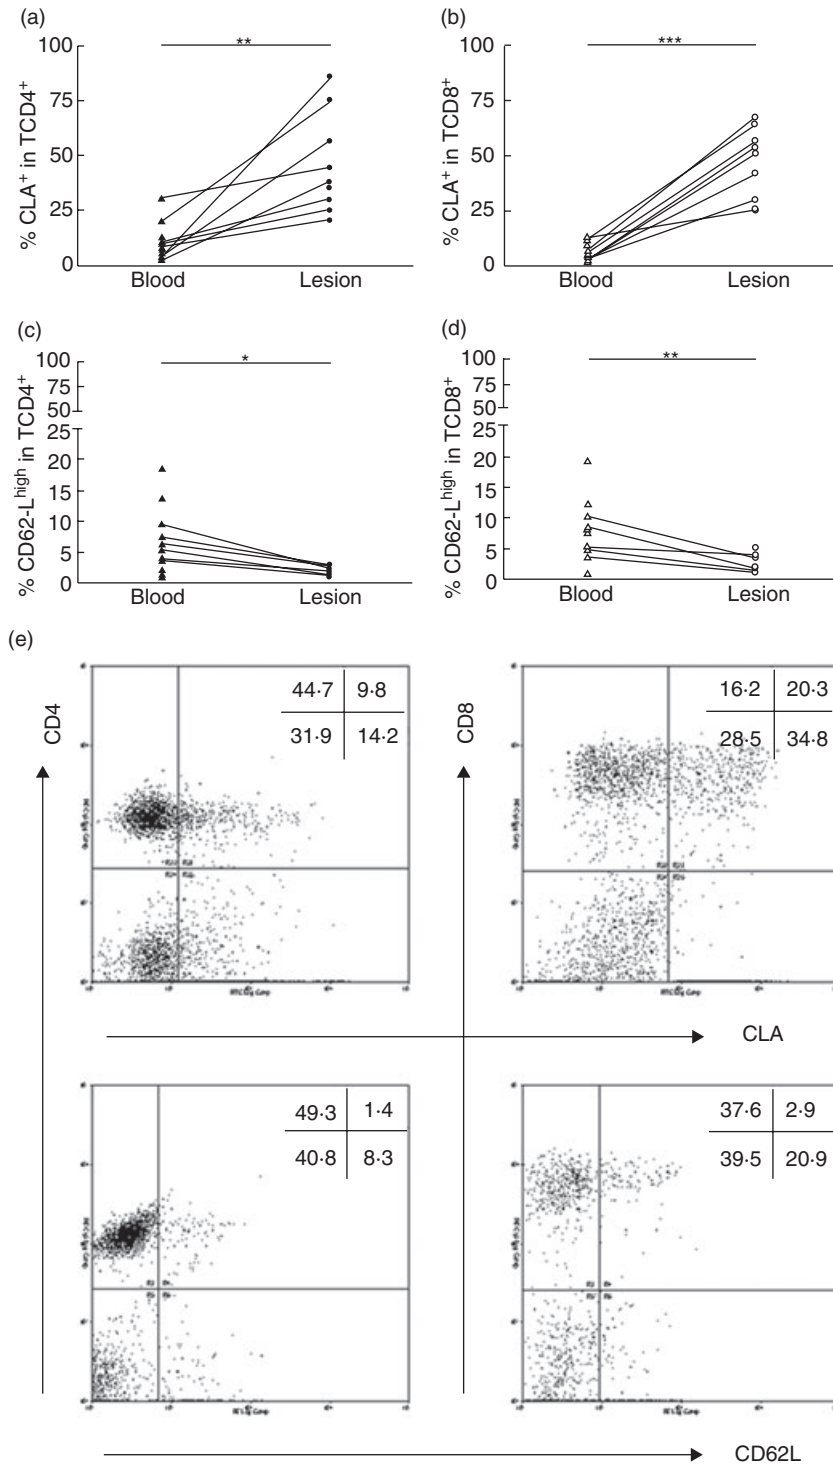 (a)
100
75
50
25
0
% CLA⁺ in TCD4⁺
**
Blood Lesion
(b)
100
75
50
25
0
% CLA⁺ in TCD8⁺
***
Blood Lesion
(c)
100
75
50
25
20
15
10
5
0
% CD62-L^high in TCD4⁺
*
Blood Lesion
(d)
100
75
50
25
20
15
10
5
0
% CD62-L^high in TCD8⁺
**
Blood Lesion
(e)
CD4
44·7 9·8
31·9 14·2
CD8
16·2 20·3
28·5 34·8
CLA
49·3 1·4
40·8 8·3
37·6 2·9
39·5 20·9
CD62L